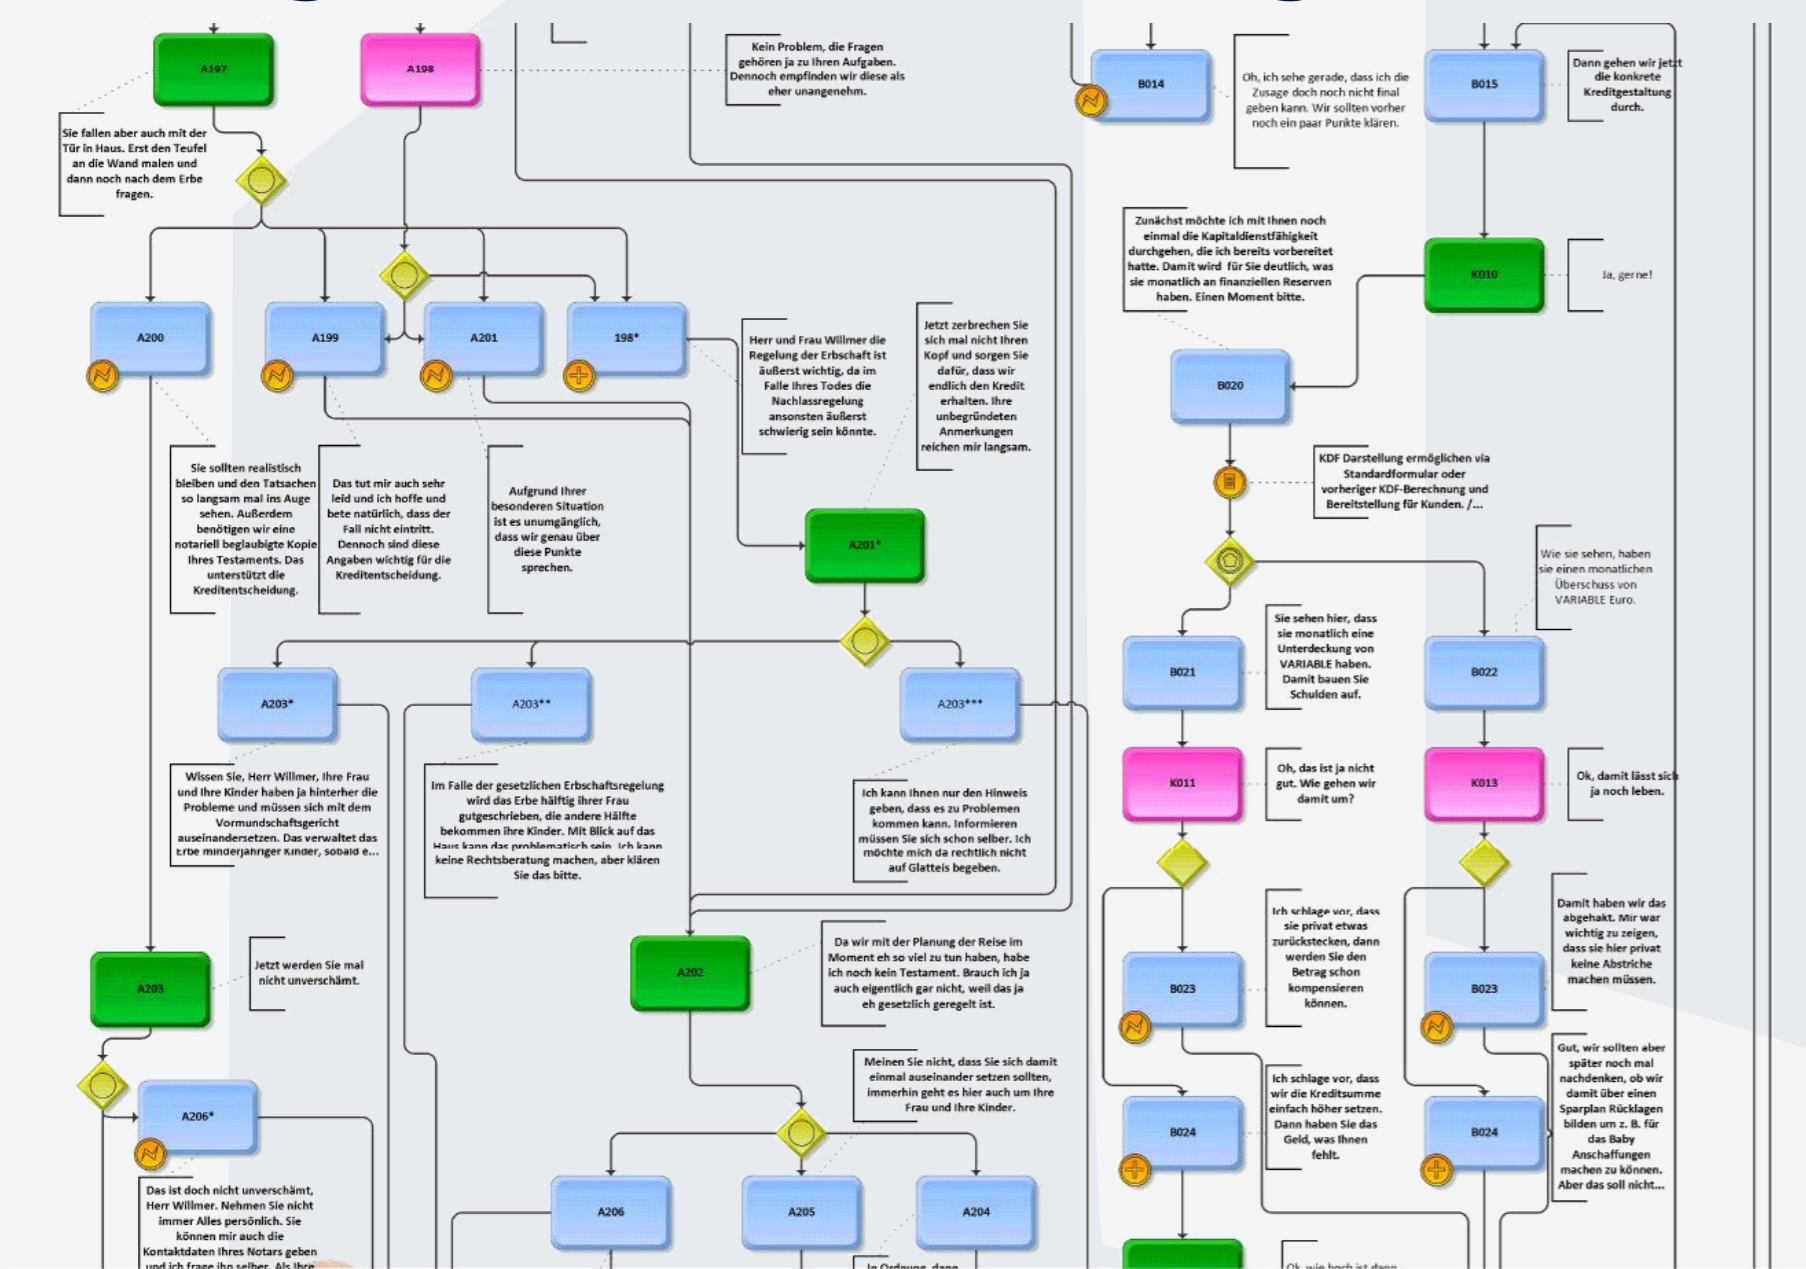 A197
A198
Kein Problem, die Fragen
gehören ja zu Ihren Aufgaben.
Dennoch empfinden wir diese als
eher unangenehm.
B014
Oh, ich sehe gerade, dass ich die
Zusage doch noch nicht final
geben kann. Wir sollten vorher
noch ein paar Punkte klären.
B015
Dann gehen wir jetzt
die konkrete
Kreditgestaltung
durch.
Sie fallen aber auch mit der
Tür in Haus. Erst den Teufel
an die Wand malen und
dann noch nach dem Erbe
fragen.
Zunächst möchte ich mit Ihnen noch
einmal die Kapitaldienstfähigkeit
durchgehen, die ich bereits vorbereitet
hatte. Damit wird für Sie deutlich, was
sie monatlich an finanziellen Reserven
haben. Einen Moment bitte.
K010
Ja, gerne!
A200
A199
A201
198*
Herr und Frau Willmer die
Regelung der Erbschaft ist
äußerst wichtig, da im
Falle Ihres Todes die
Nachlassregelung
ansonsten äußerst
schwierig sein könnte.
Jetzt zerbrechen Sie
sich mal nicht Ihren
Kopf und sorgen Sie
dafür, dass wir
endlich den Kredit
erhalten. Ihre
unbegründeten
Anmerkungen
reichen mir langsam.
B020
KDF Darstellung ermöglichen via
Standardformular oder
vorheriger KDF-Berechnung und
Bereitstellung für Kunden. /...
Sie sollten realistisch
bleiben und den Tatsachen
so langsam mal ins Auge
sehen. Außerdem
benötigen wir eine
notariell beglaubigte Kopie
Ihres Testaments. Das
unterstützt die
Kreditentscheidung.
Das tut mir auch sehr
leid und ich hoffe und
bete natürlich, dass der
Fall nicht eintritt.
Dennoch sind diese
Angaben wichtig für die
Kreditentscheidung.
Aufgrund Ihrer
besonderen Situation
ist es unumgänglich,
dass wir genau über
diese Punkte
sprechen.
A201*
Wie sie sehen, haben
sie einen monatlichen
Überschuss von
VARIABLE Euro.
Sie sehen hier, dass
sie monatlich eine
Unterdeckung von
VARIABLE haben.
Damit bauen Sie
Schulden auf.
B021
B022
A203*
A203**
A203***
Wissen Sie, Herr Willmer, Ihre Frau
und Ihre Kinder haben ja hinterher die
Probleme und müssen sich mit dem
Vormundschaftsgericht
auseinandersetzen. Das verwaltet das
Erbe minderjähriger Kinder, sobald e...
Im Falle der gesetzlichen Erbschaftsregelung
wird das Erbe hälftig ihrer Frau
gutgeschrieben, die andere Hälfte
bekommen ihre Kinder. Mit Blick auf das
Haus kann das problematisch sein. Ich kann
keine Rechtsberatung machen, aber klären
Sie das bitte.
Ich kann Ihnen nur den Hinweis
geben, dass es zu Problemen
kommen kann. Informieren
müssen Sie sich schon selber. Ich
möchte mich da rechtlich nicht
auf Glatteis begeben.
K011
Oh, das ist ja nicht
gut. Wie gehen wir
damit um?
K013
Ok, damit lässt sich
ja noch leben.
A203
Jetzt werden Sie mal
nicht unverschämt.
A202
Da wir mit der Planung der Reise im
Moment eh so viel zu tun haben, habe
ich noch kein Testament. Brauch ich ja
auch eigentlich gar nicht, weil das ja
eh gesetzlich geregelt ist.
B023
Ich schlage vor, dass
sie privat etwas
zurückstecken, dann
werden Sie den
Betrag schon
kompensieren
können.
B023
Damit haben wir das
abgehakt. Mir war
wichtig zu zeigen,
dass sie hier privat
keine Abstriche
machen müssen.
Meinen Sie nicht, dass Sie sich damit
einmal auseinander setzen sollten,
immerhin geht es hier auch um Ihre
Frau und Ihre Kinder.
A206*
B024
Ich schlage vor, dass
wir die Kreditsumme
einfach höher setzen.
Dann haben Sie das
Geld, was Ihnen
fehlt.
B024
Gut, wir sollten aber
später noch mal
nachdenken, ob wir
damit über einen
Sparplan Rücklagen
bilden um z. B. für
das Baby
Anschaffungen
machen zu können.
Aber das soll nicht...
Das ist doch nicht unverschämt,
Herr Willmer. Nehmen Sie nicht
immer Alles persönlich. Sie
können mir auch die
Kontaktdaten Ihres Notars geben
und ich frage ihn selber. Als Ihre
A206
A205
A204
In Ordnung, dann
Ok, wie hoch ist dann